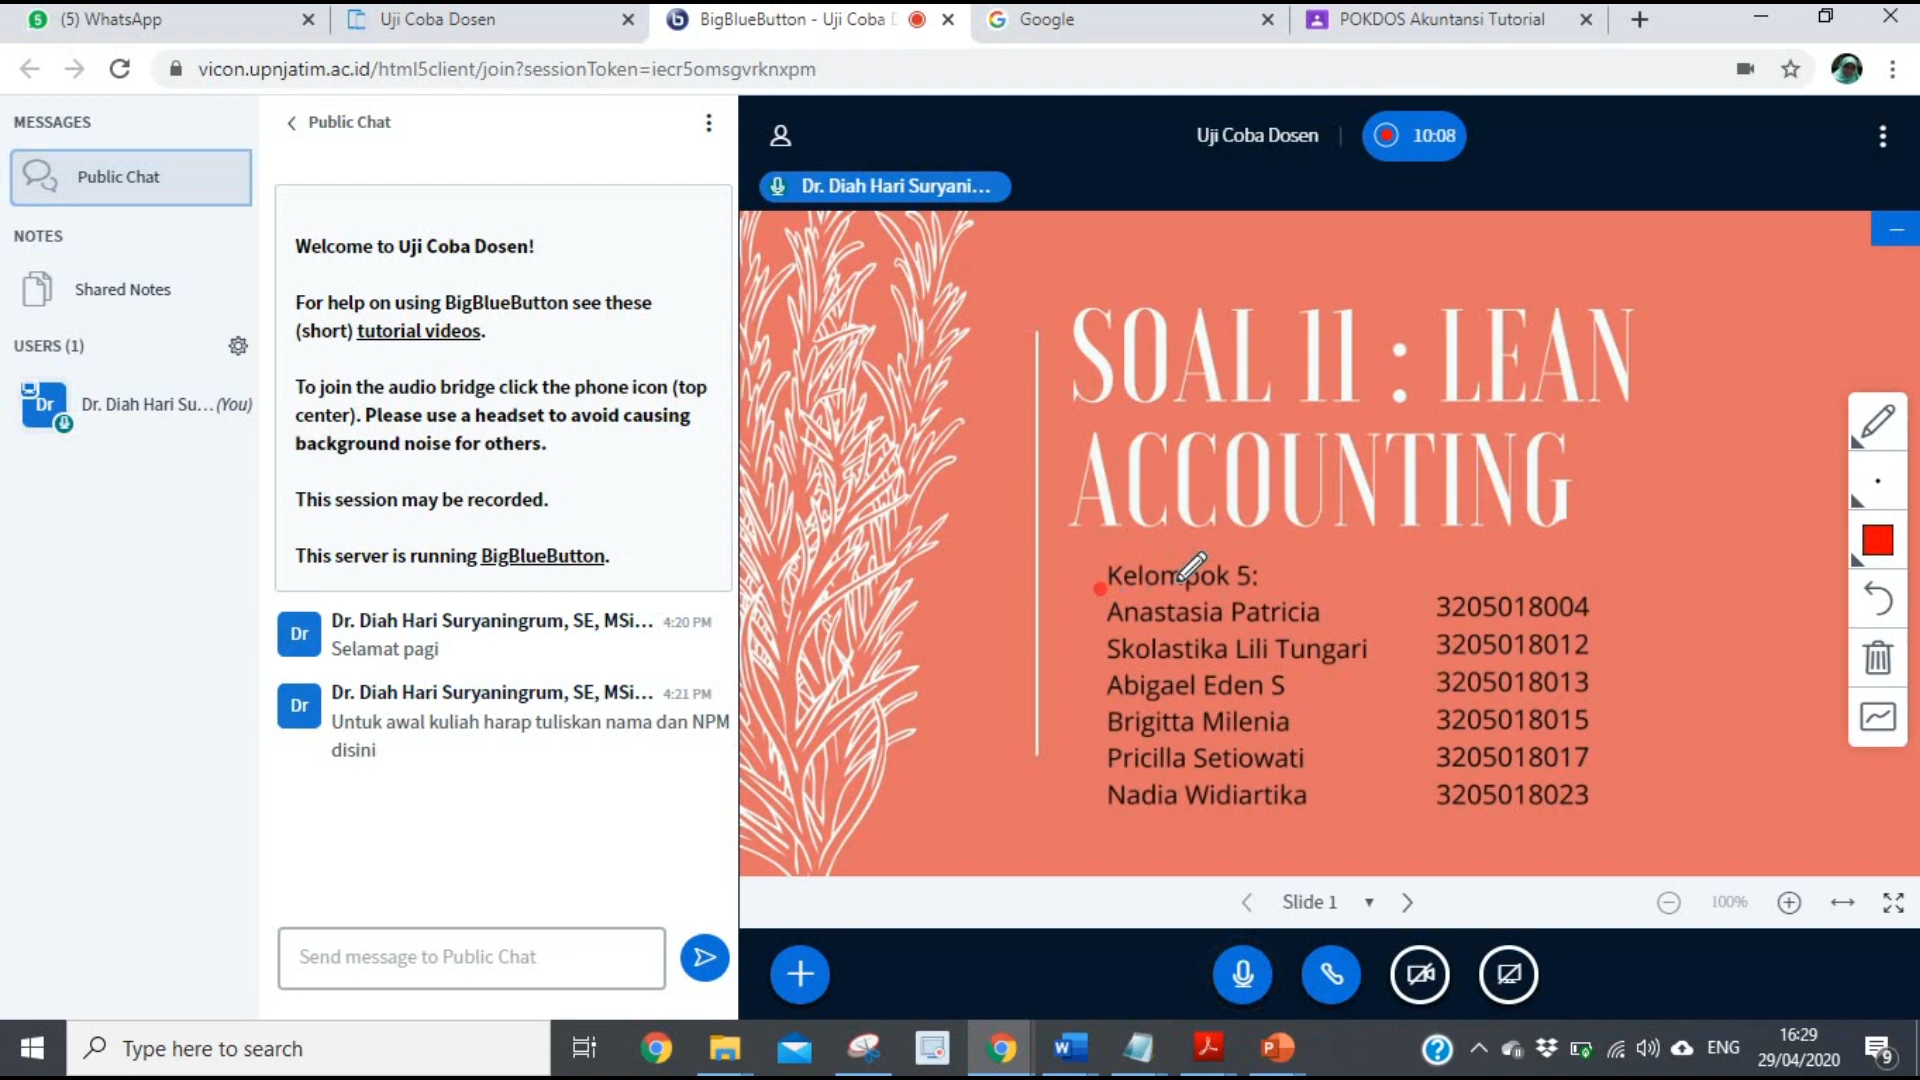 (5) WhatsApp
Uji Coba Dosen
BigBlueButton - Uji Coba D
Google
POKDOS Akuntansi Tutorial
vicon.upnjatim.ac.id/html5client/join?sessionToken=iecr5omsgvrknxpm
MESSAGES
Public Chat
NOTES
Shared Notes
USERS (1)
Dr
Dr. Diah Hari Su... (You)
Public Chat
Welcome to Uji Coba Dosen!
For help on using BigBlueButton see these
(short) tutorial videos.
To join the audio bridge click the phone icon (top
center). Please use a headset to avoid causing
background noise for others.
This session may be recorded.
This server is running BigBlueButton.
Dr
Dr. Diah Hari Suryaningrum, SE, MSi... 4:20 PM
Selamat pagi
Dr
Dr. Diah Hari Suryaningrum, SE, MSi... 4:21 PM
Untuk awal kuliah harap tuliskan nama dan NPM
disini
Send message to Public Chat
Uji Coba Dosen
10:08
Dr. Diah Hari Suryani...
SOAL 11 : LEAN
ACCOUNTING
Kelompok 5:
Anastasia Patricia 3205018004
Skolastika Lili Tungari 3205018012
Abigael Eden S 3205018013
Brigitta Milenia 3205018015
Pricilla Setiowati 3205018017
Nadia Widiartika 3205018023
Slide 1
100%
Type here to search
ENG
16:29
29/04/2020
9